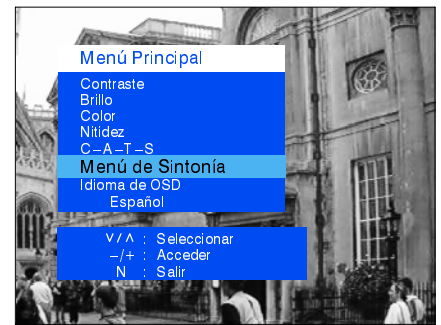 Menú Principal
Contraste
Brillo
Color
Nitidez
C–A–T–S
Menú de Sintonía
Idioma de OSD
Español
∨/∧ : Seleccionar
–/+ : Acceder
N : Salir